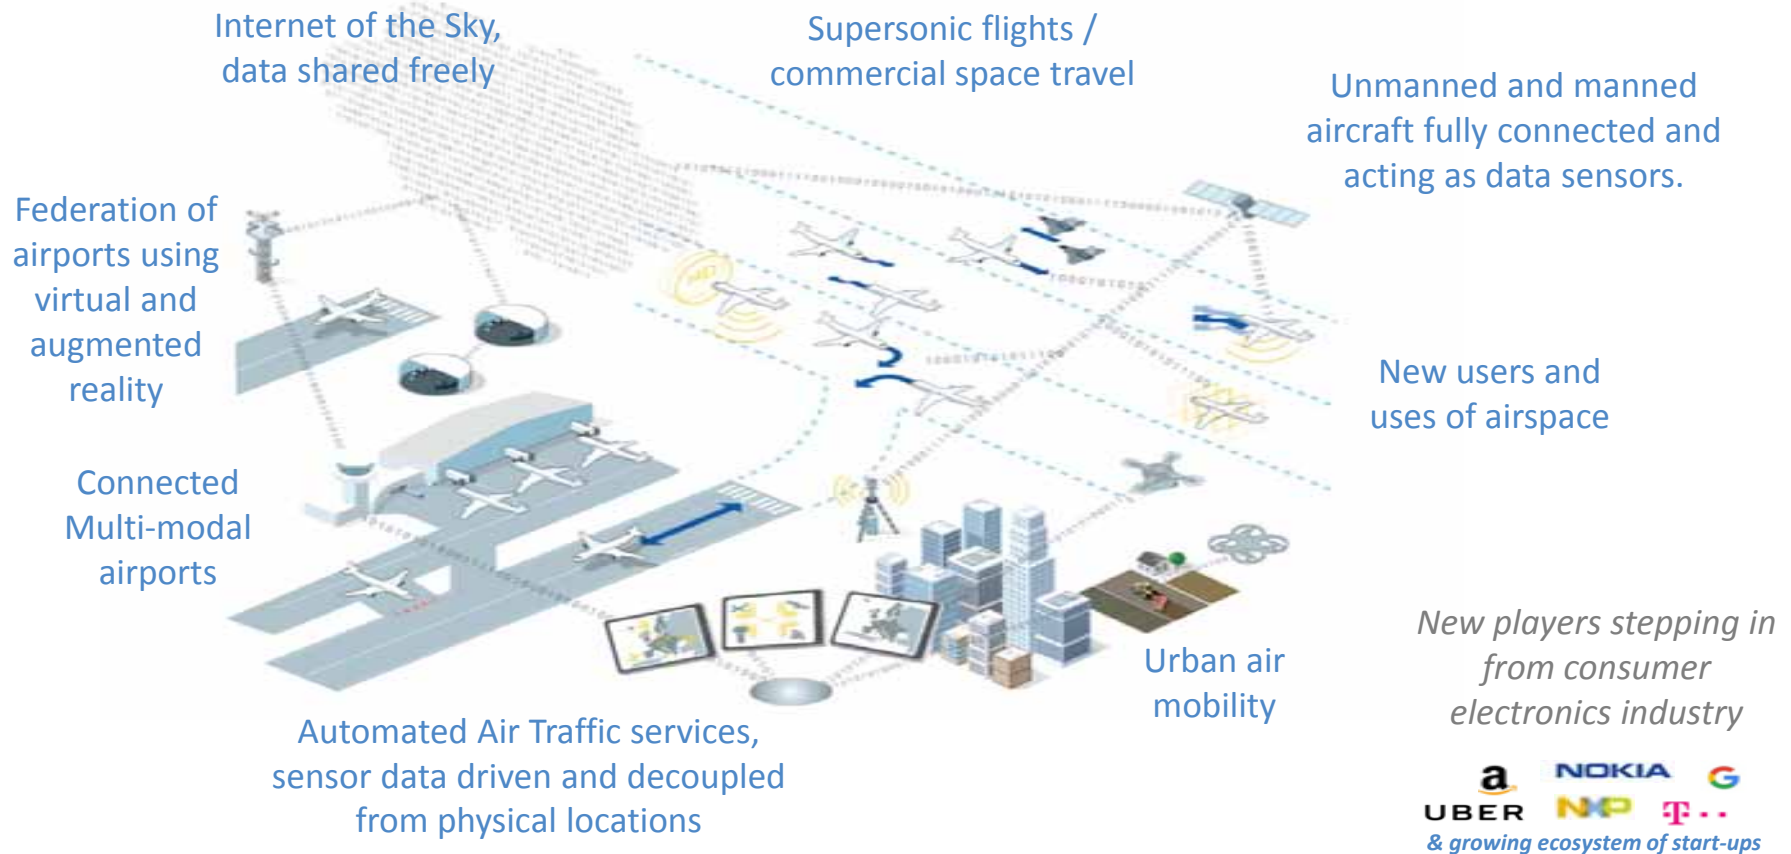 Internet of the Sky,
data shared freely
Supersonic flights /
commercial space travel
Unmanned and manned
aircraft fully connected and
acting as data sensors.
Federation of
airports using
virtual and
augmented
reality
New users and
uses of airspace
Connected
Multi-modal
airports
Urban air
mobility
Automated Air Traffic services,
sensor data driven and decoupled
from physical locations
New players stepping in
from consumer
electronics industry
a NOKIA G
UBER NXP T..
& growing ecosystem of start-ups